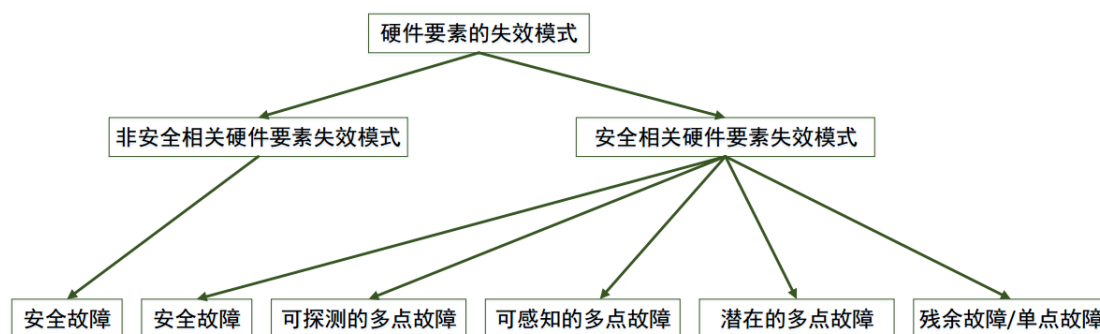 硬件要素的失效模式
非安全相关硬件要素失效模式
安全相关硬件要素失效模式
安全故障
安全故障
可探测的多点故障
可感知的多点故障
潜在的多点故障
残余故障/单点故障